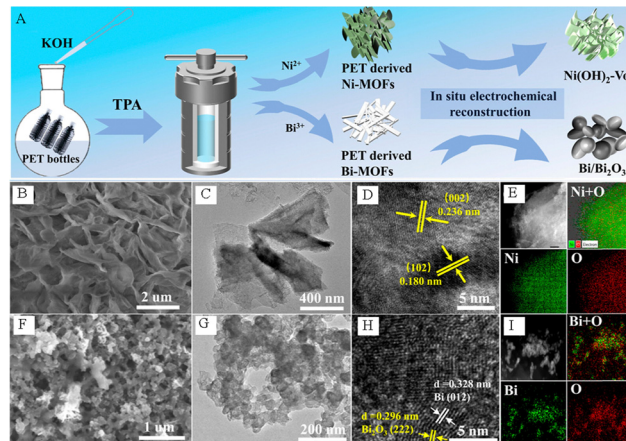 A
KOH
PET bottles
TPA
Ni²⁺
Bi³⁺
PET derived
Ni-MOFs
PET derived
Bi-MOFs
In situ electrochemical
reconstruction
Ni(OH)₂-Vo
Bi/Bi₂O₃
B
2 um
C
400 nm
D
(002)
0.236 nm
(102)
0.180 nm
5 nm
E
Ni+O
Ni
O
F
1 um
G
200 nm
H
d =0.328 nm
Bi (012)
d =0.296 nm
Bi₂O₃ (222)
5 nm
I
Bi+O
Bi
O